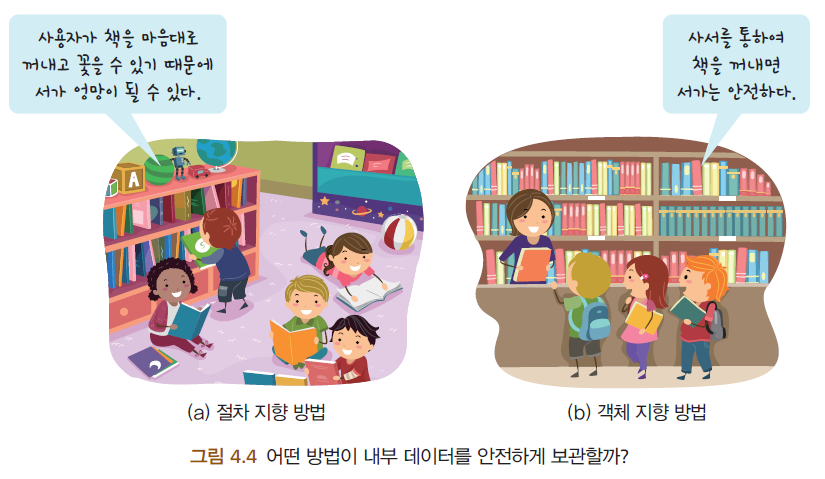 사용자가 책을 마음대로
꺼내고 꽂을 수 있기 때문에
서가 엉망이 될 수 있다.
사서를 통하여
책을 꺼내면
서가는 안전하다.
A
(a) 절차 지향 방법
(b) 객체 지향 방법
그림 4.4 어떤 방법이 내부 데이터를 안전하게 보관할까?